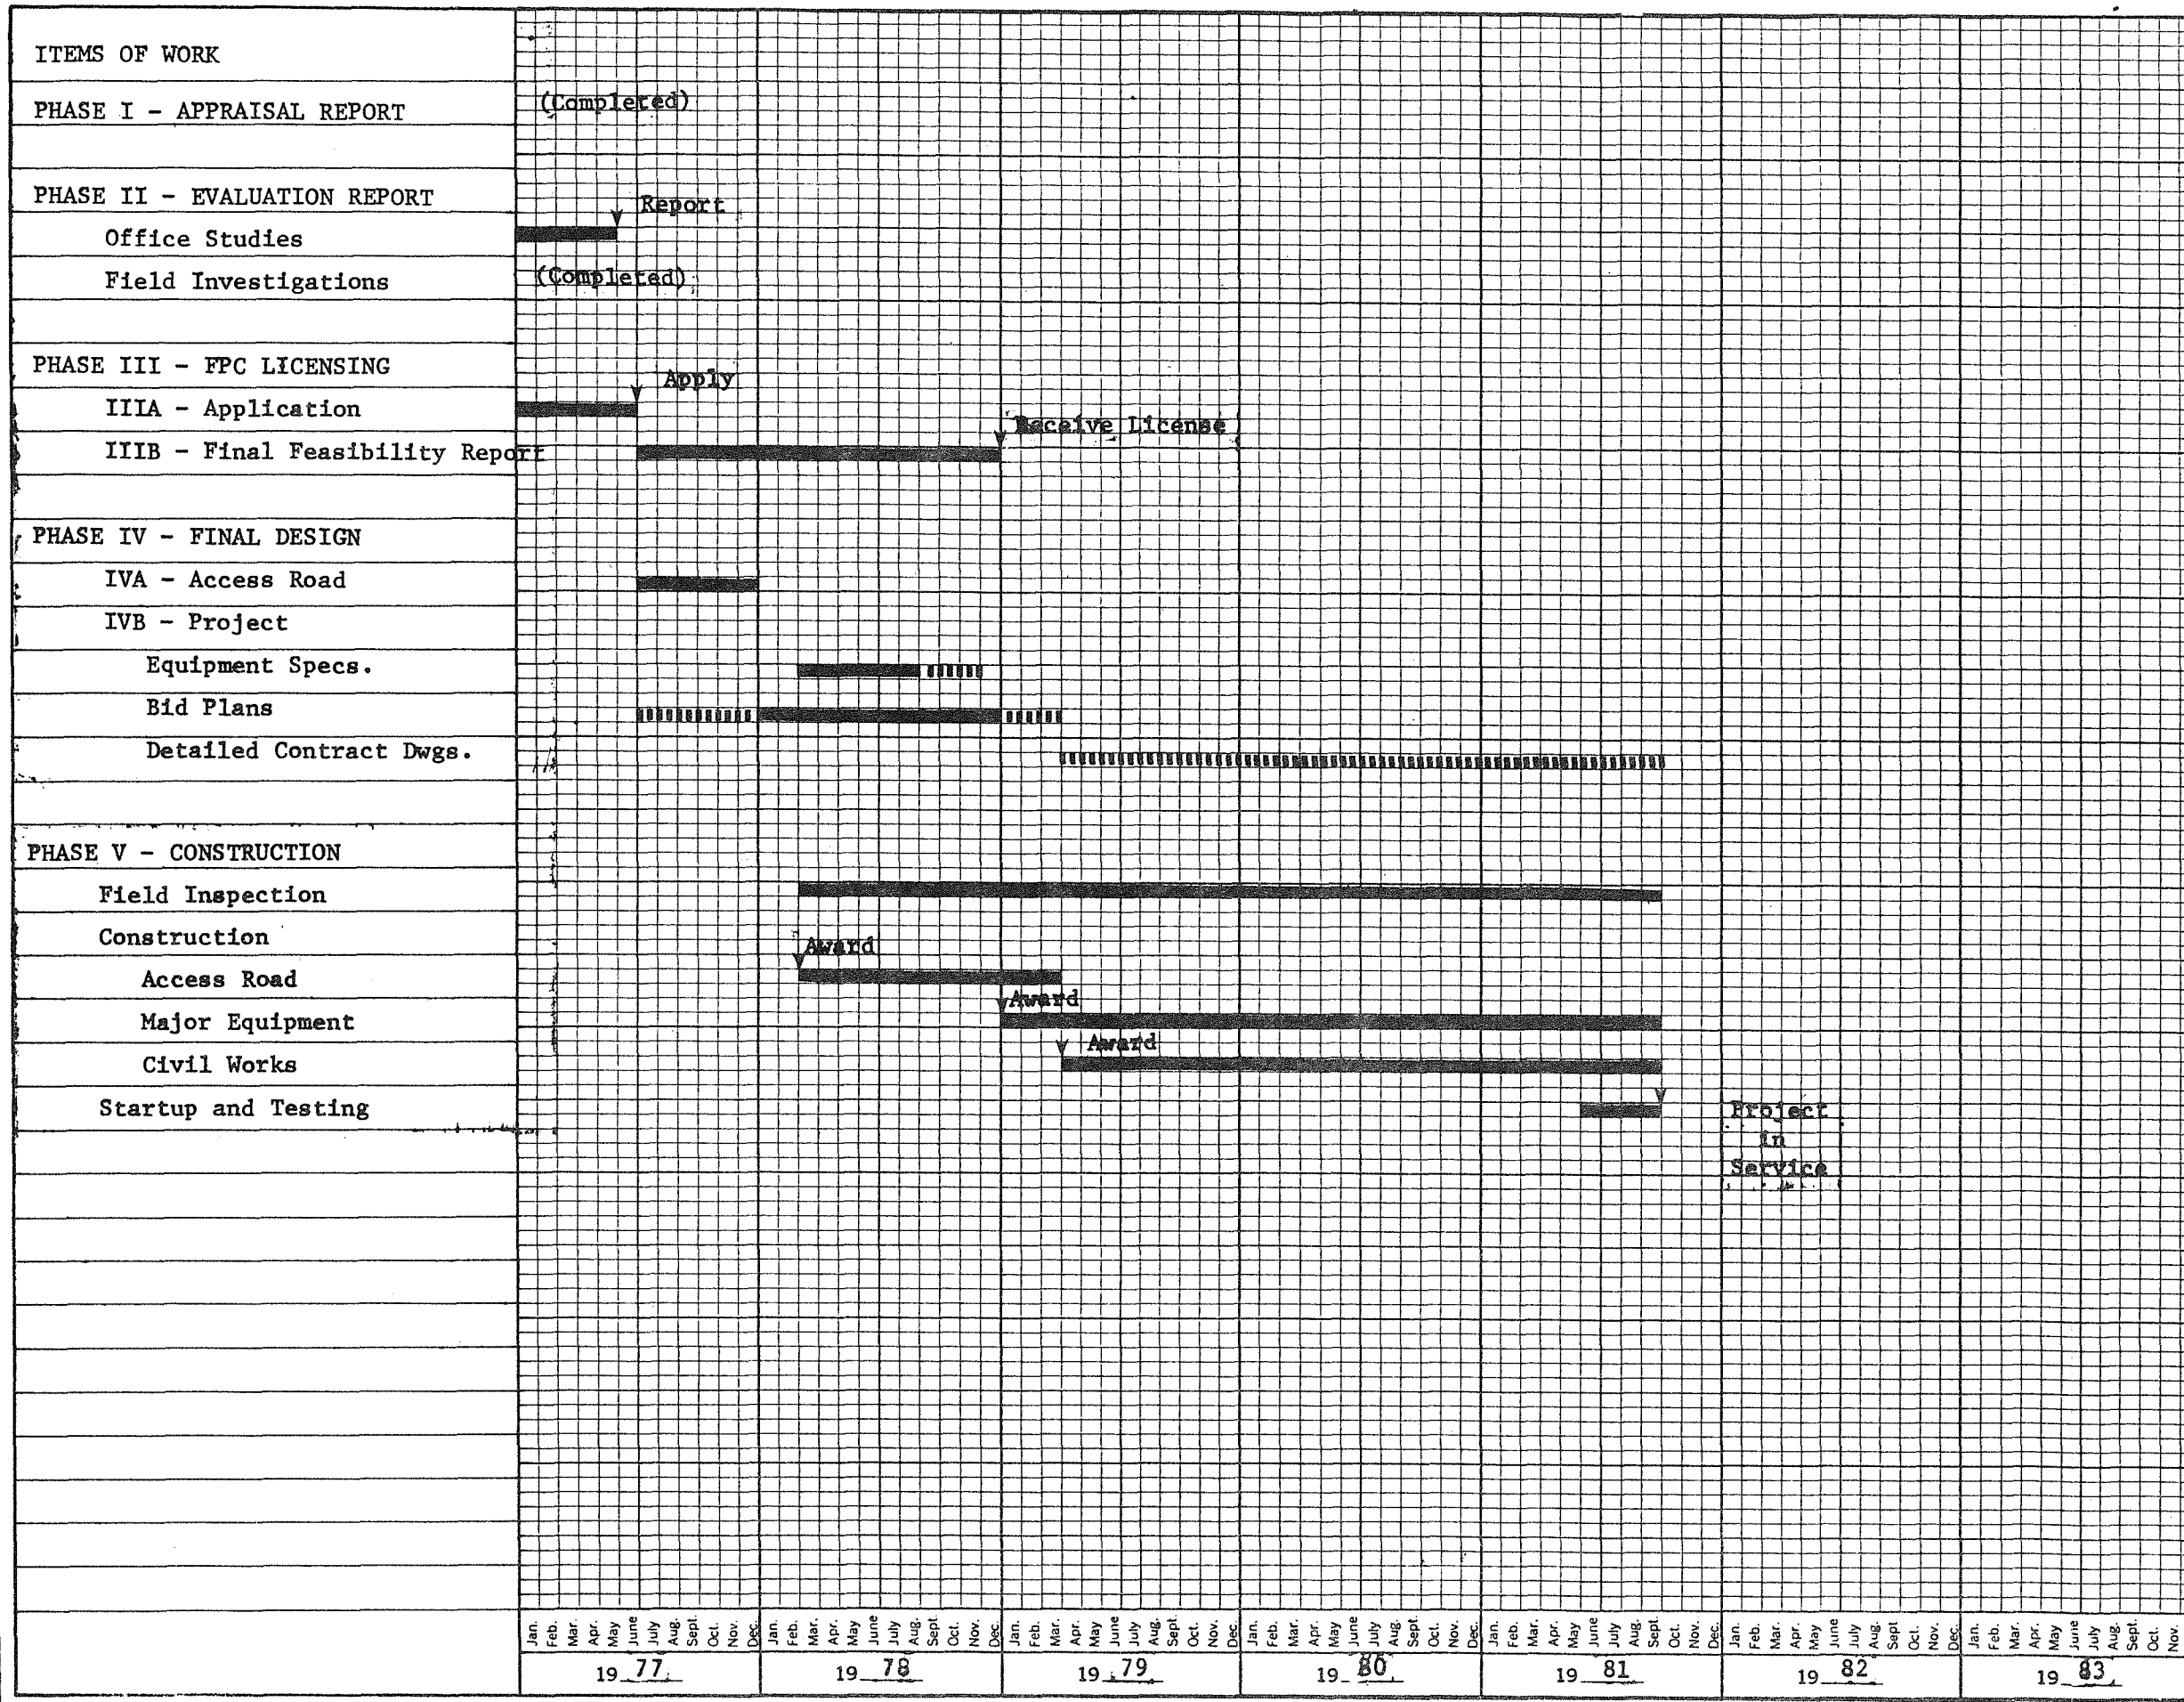 ITEMS OF WORK
PHASE I - APPRAISAL REPORT (Completed)
PHASE II - EVALUATION REPORT
Report
Office Studies
Field Investigations (Completed)
PHASE III - FPC LICENSING
Apply
IIIA - Application
Receive License
IIIB - Final Feasibility Report
PHASE IV - FINAL DESIGN
IVA - Access Road
IVB - Project
Equipment Specs.
Bid Plans
Detailed Contract Dwgs.
PHASE V - CONSTRUCTION
Field Inspection
Construction
Award
Access Road
Award
Major Equipment
Award
Civil Works
Startup and Testing
Project
in
Service
Jan. Feb. Mar. Apr. May June July Aug. Sept. Oct. Nov. Dec. Jan. Feb. Mar. Apr. May June July Aug. Sept. Oct. Nov. Dec. Jan. Feb. Mar. Apr. May June July Aug. Sept. Oct. Nov. Dec. Jan. Feb. Mar. Apr. May June July Aug. Sept. Oct. Nov. Dec. Jan. Feb. Mar. Apr. May June July Aug. Sept. Oct. Nov. Dec. Jan. Feb. Mar. Apr. May June July Aug. Sept Oct. Nov. Dec. Jan. Feb. Mar. Apr. May June July Aug. Sept. Oct. Nov.
19 77 19 78 19 79 19 80 19 81 19 82 19 83